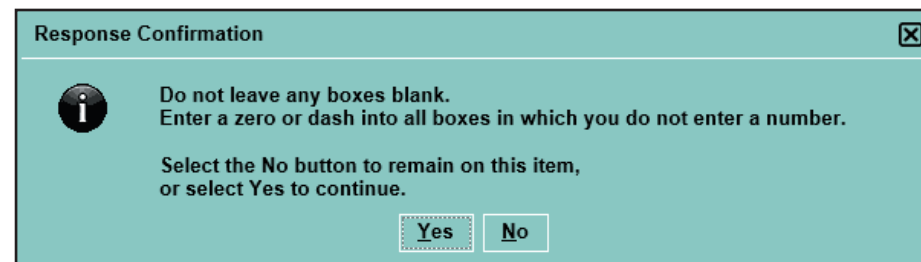 Response Confirmation
Do not leave any boxes blank.
Enter a zero or dash into all boxes in which you do not enter a number.
Select the No button to remain on this item,
or select Yes to continue.
Yes No